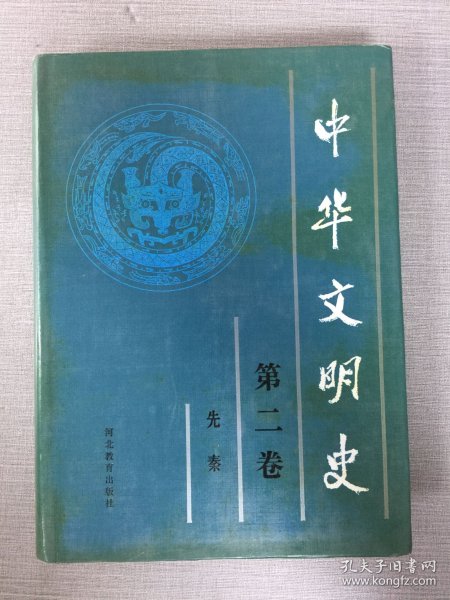 中华文明史
第二卷
先秦
河北教育出版社
孔夫子旧书网
www.kongfz.com